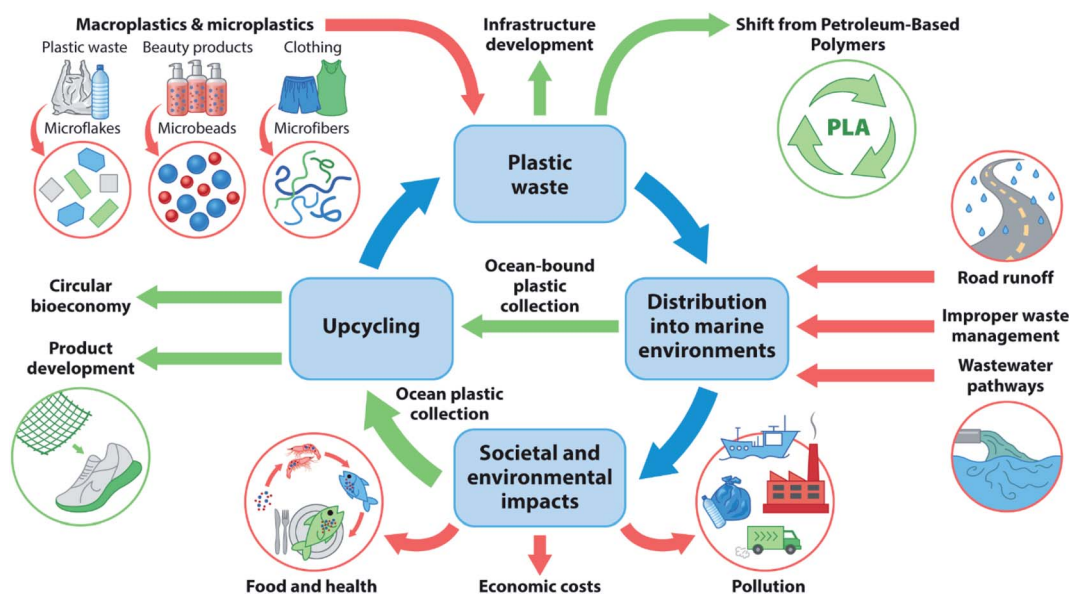 Macroplastics & microplastics
Plastic waste
Beauty products
Clothing
Microflakes
Microbeads
Microfibers
Infrastructure
development
Shift from Petroleum-Based
Polymers
PLA
Plastic
waste
Road runoff
Improper waste
management
Wastewater
pathways
Distribution
into marine
environments
Ocean-bound
plastic
collection
Upcycling
Circular
bioeconomy
Product
development
Ocean plastic
collection
Societal and
environmental
impacts
Food and health
Economic costs
Pollution